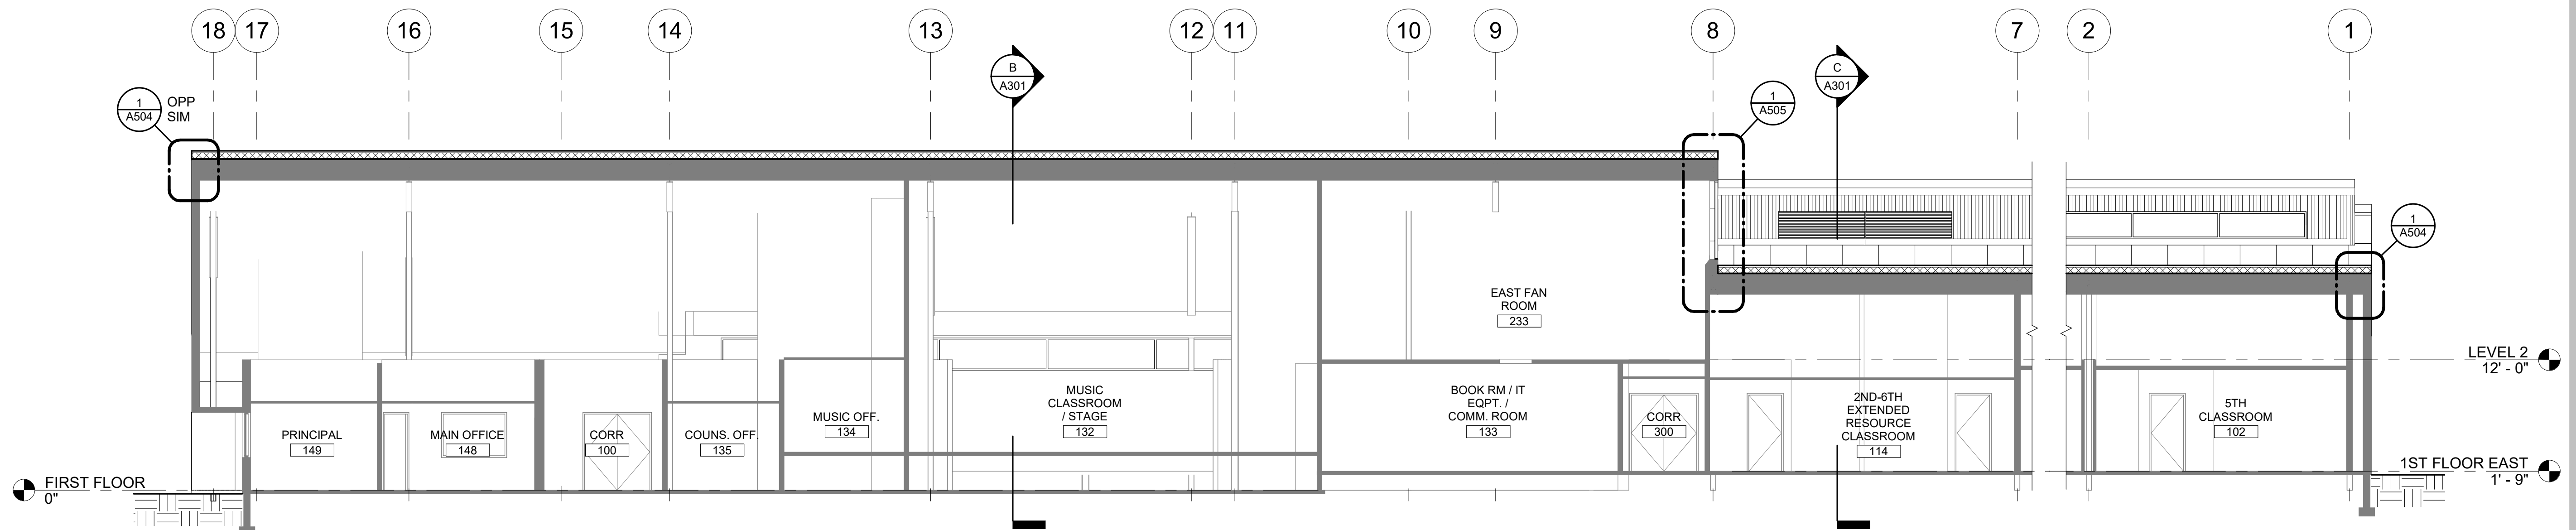 18
17
16
15
14
13
12
11
10
9
8
7
2
1
B
A301
C
A301
1
A504
OPP
SIM
1
A505
1
A504
EAST FAN
ROOM
233
LEVEL 2
12' - 0"
PRINCIPAL
149
MAIN OFFICE
148
CORR
100
COUNS. OFF.
135
MUSIC OFF.
134
MUSIC
CLASSROOM
/ STAGE
132
BOOK RM / IT
EQPT. /
COMM. ROOM
133
CORR
300
2ND-6TH
EXTENDED
RESOURCE
CLASSROOM
114
5TH
CLASSROOM
102
FIRST FLOOR
0"
1ST FLOOR EAST
1' - 9"